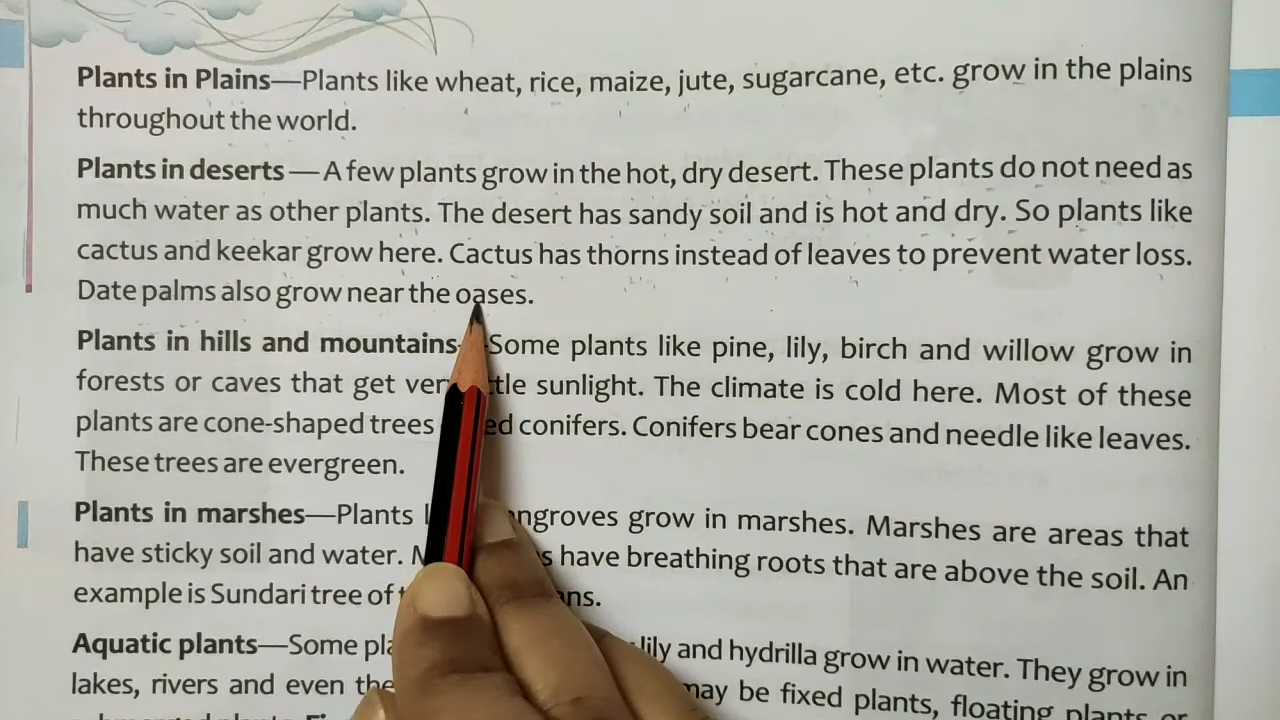 Plants in Plains—Plants like wheat, rice, maize, jute, sugarcane, etc. grow in the plains
throughout the world.
Plants in deserts — A few plants grow in the hot, dry desert. These plants do not need as
much water as other plants. The desert has sandy soil and is hot and dry. So plants like
cactus and keekar grow here. Cactus has thorns instead of leaves to prevent water loss.
Date palms also grow near the oases.
Plants in hills and mountains- Some plants like pine, lily, birch and willow grow in
forests or caves that get sunlight. The climate is cold here. Most of these
plants are cone-shaped trees conifers. Conifers bear cones and needle like leaves.
These trees are evergreen.
Plants in marshes—Plants grow in marshes. Marshes are areas that
have sticky soil and water. have breathing roots that are above the soil. An
example is Sundari tree of
Aquatic plants—Some lily and hydrilla grow in water. They grow in
lakes, rivers and even may be fixed plants, floating plants or